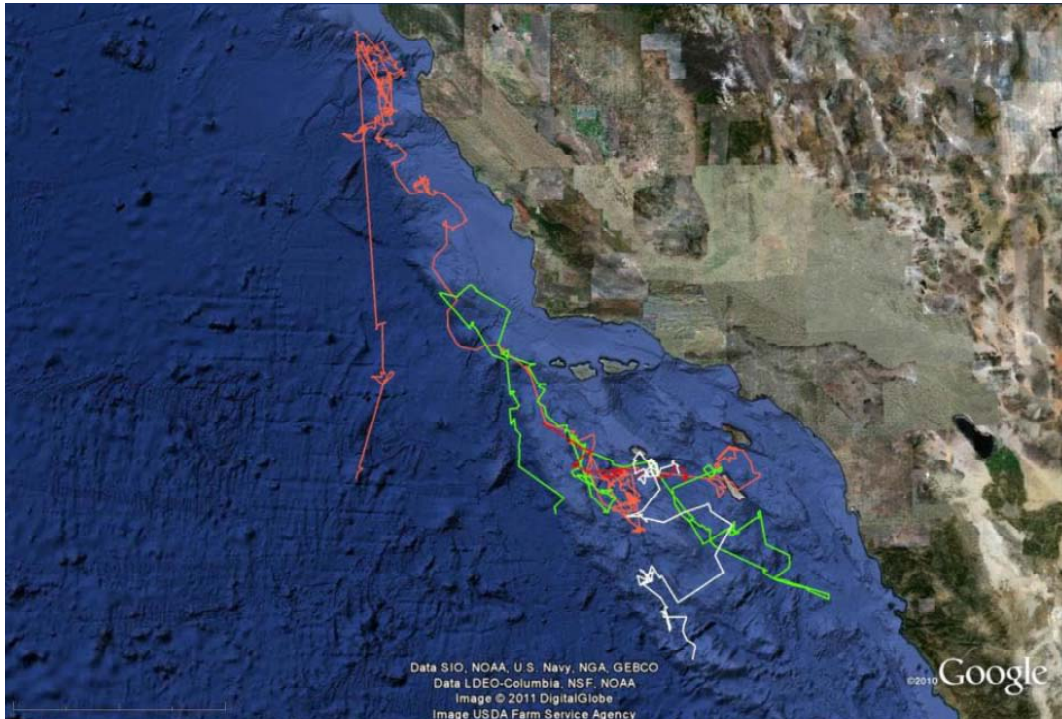 Data SIO, NOAA, U.S. Navy, NGA, GEBCO
Data LDEO-Columbia, NSF, NOAA
Image © 2011 DigitalGlobe
©2010 Google
Image USDA Farm Service Agency